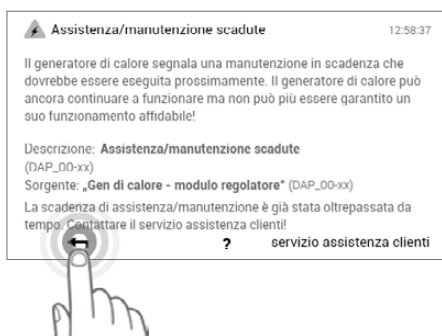 Assistenza/manutenzione scadute 12:58:37
Il generatore di calore segnala una manutenzione in scadenza che
dovrebbe essere eseguita prossimamente. Il generatore di calore può
ancora continuare a funzionare ma non può più essere garantito un
suo funzionamento affidabile!
Descrizione: Assistenza/manutenzione scadute
(DAP_00-xx)
Sorgente: „Gen di calore - modulo regolatore“ (DAP_00-xx)
La scadenza di assistenza/manutenzione è già stata oltrepassata da
tempo. Contattare il servizio assistenza clienti!
? servizio assistenza clienti